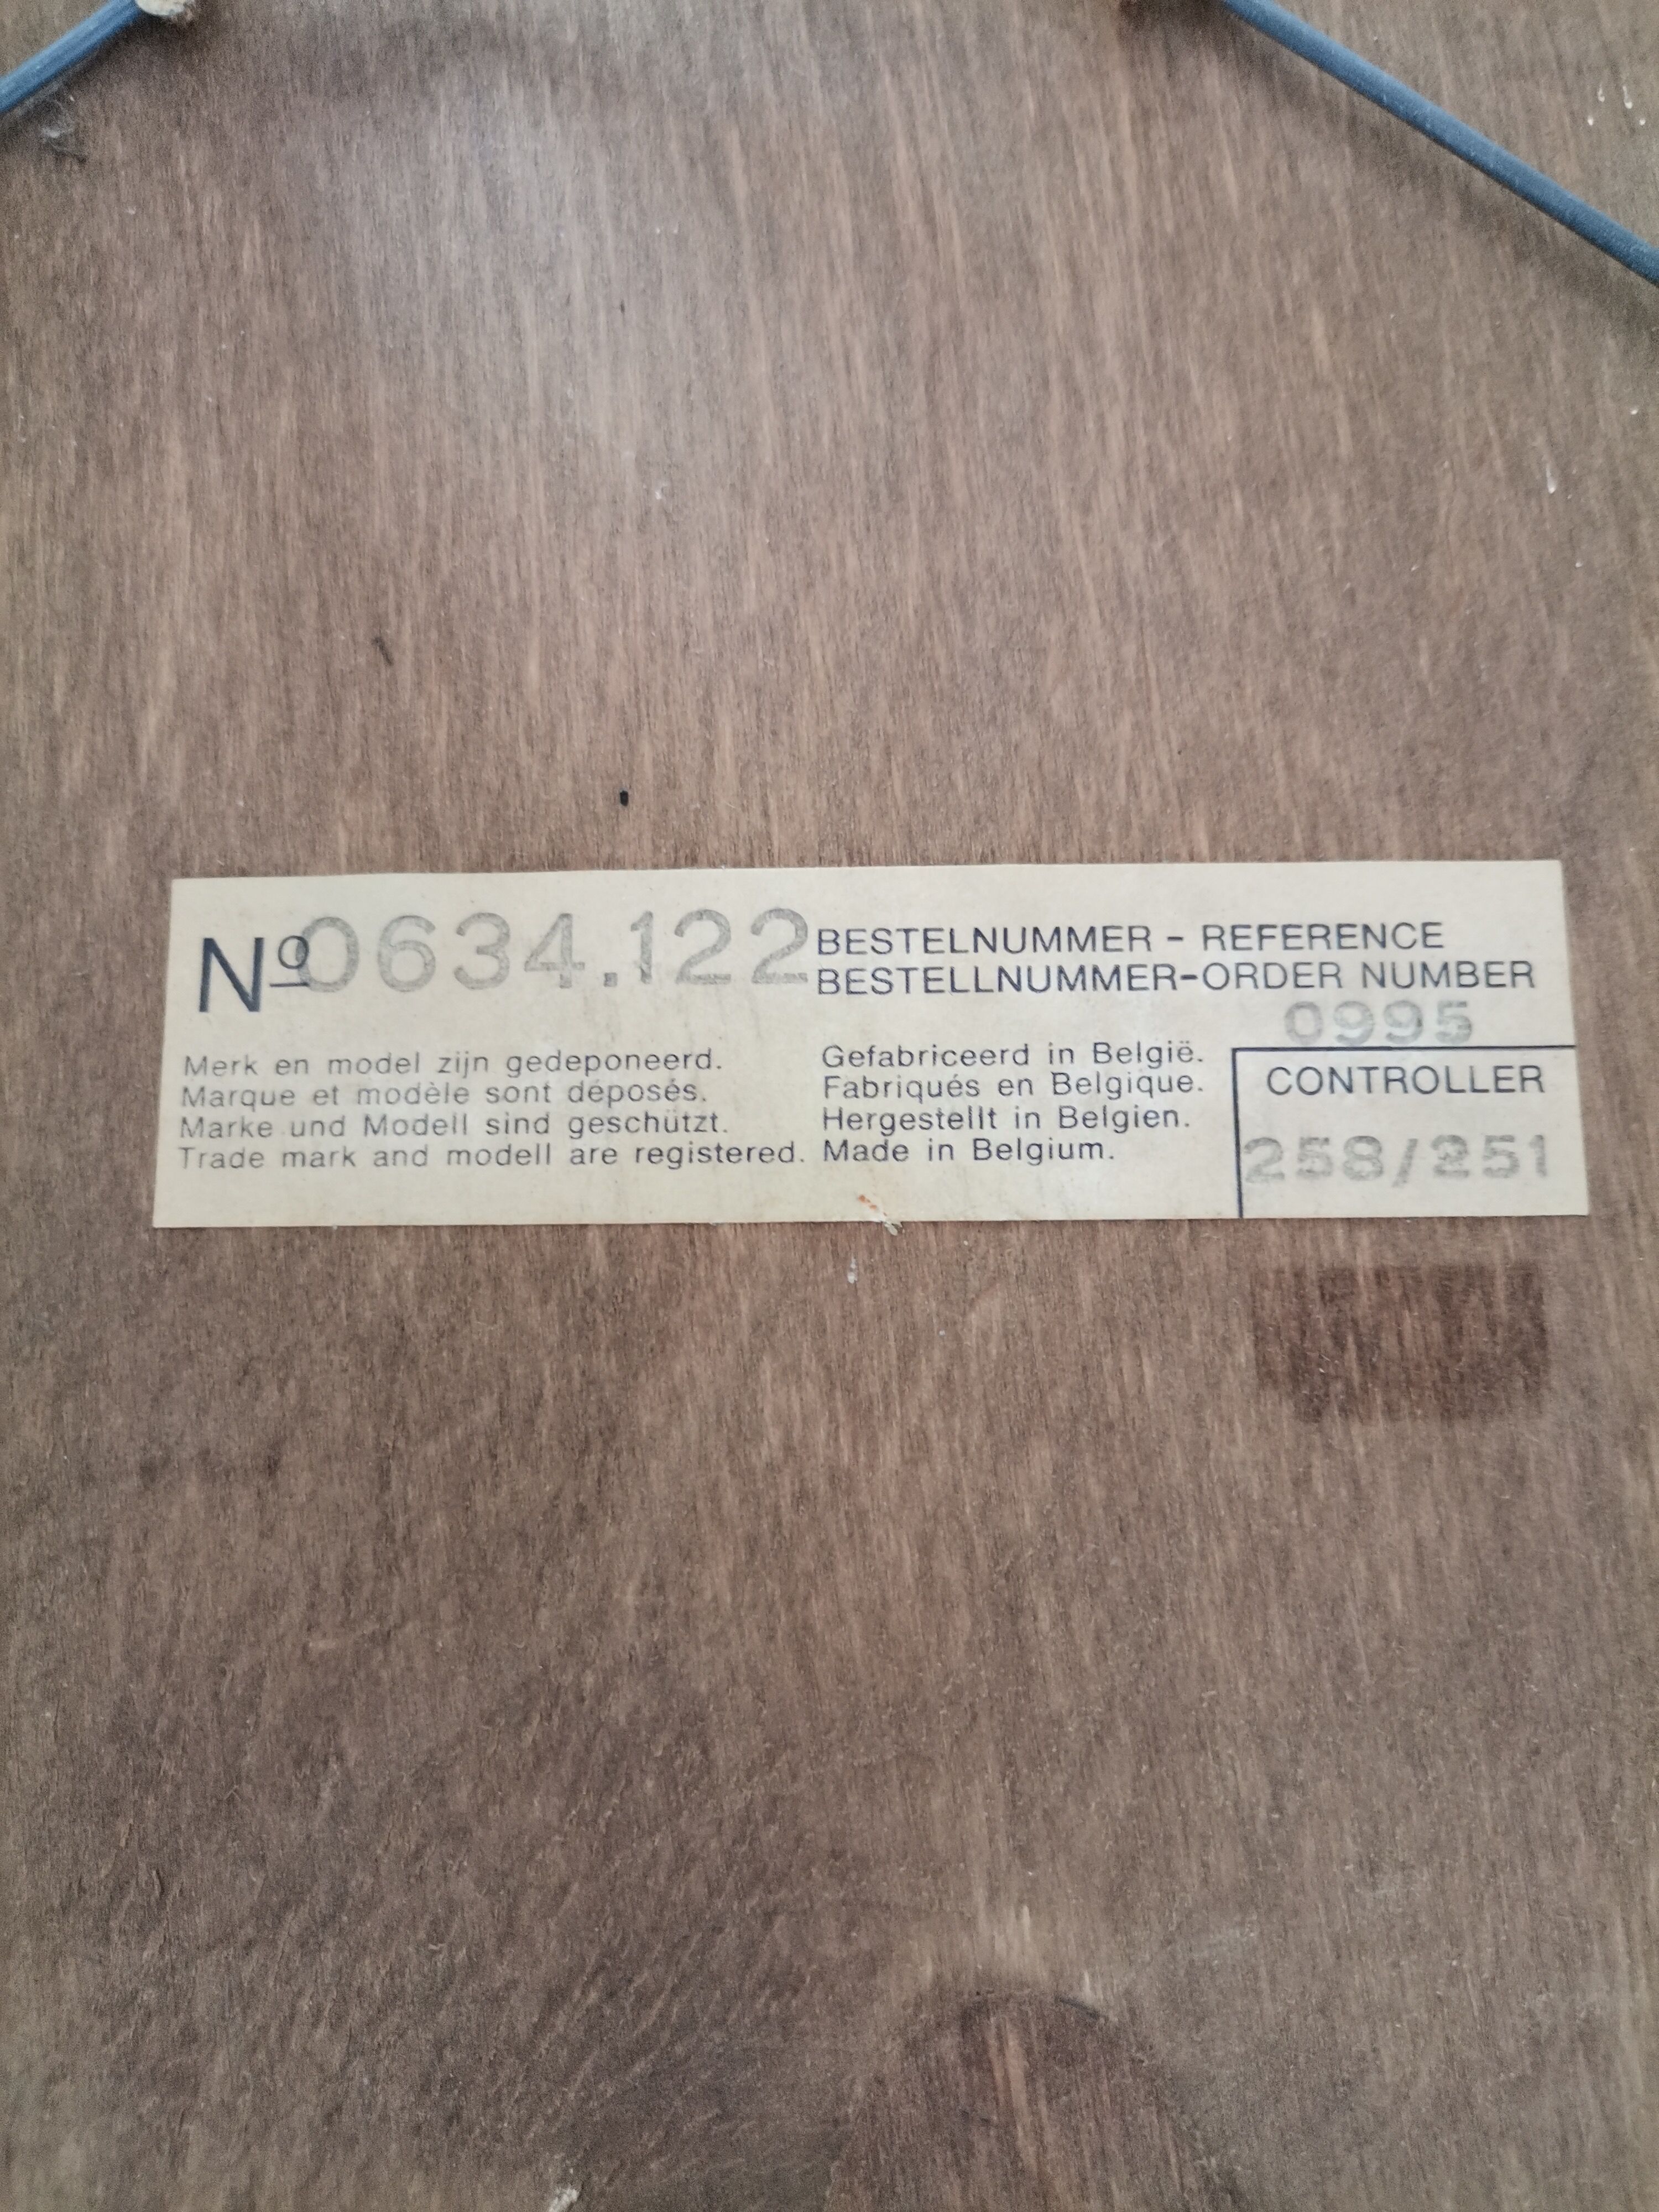 Nº 0634.122
BESTELNUMMER - REFERENCE
BESTELLNUMMER-ORDER NUMBER
0995
Merk en model zijn gedeponeerd.
Marque et modèle sont déposés.
Marke und Modell sind geschützt.
Trade mark and modell are registered.
Gefabriceerd in België.
Fabriqués en Belgique.
Hergestellt in Belgien.
Made in Belgium.
CONTROLLER
258/251